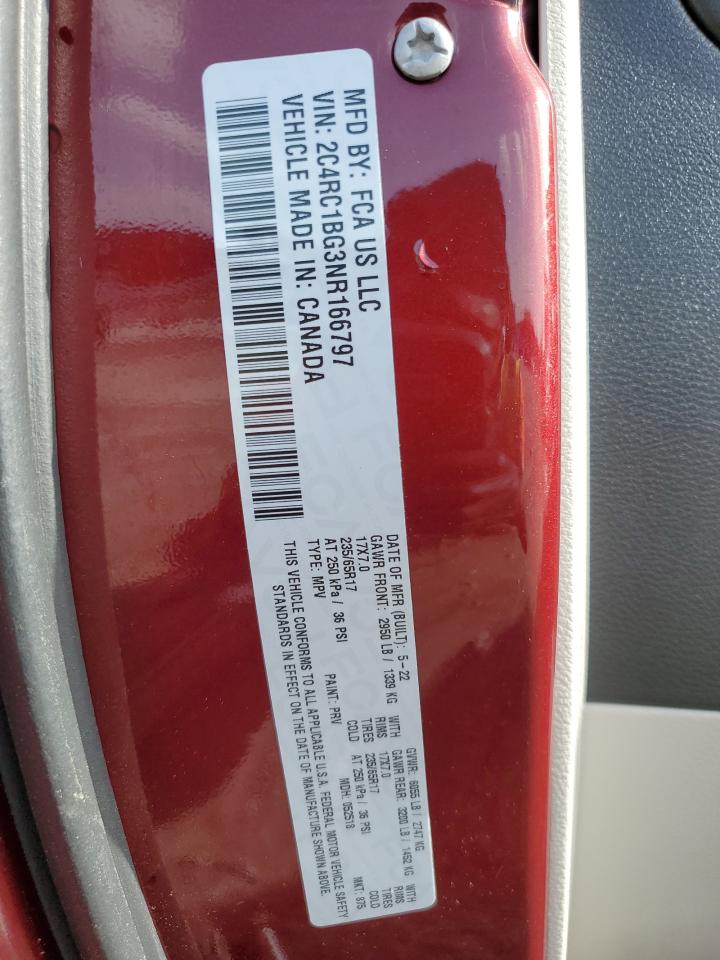 MFD BY: FCA US LLC
VIN: 2C4RC1BG3NR166797
VEHICLE MADE IN: CANADA
DATE OF MFR (BUILT): 5-22 GVWR: 6055 LB / 2747 KG
GAWR FRONT: 2950 LB / 1339 KG WITH GAWR REAR: 3200 LB / 1452 KG WITH
17X7.0 RIMS 17X7.0 RIMS
235/65R17 TIRES 235/65R17 TIRES
AT 250 kPa / 36 PSI COLD AT 250 kPa / 36 PSI COLD
TYPE: MPV PAINT: PRV MDH: 052518 MKT: 875
THIS VEHICLE CONFORMS TO ALL APPLICABLE U.S.A. FEDERAL MOTOR VEHICLE SAFETY
STANDARDS IN EFFECT ON THE DATE OF MANUFACTURE SHOWN ABOVE.